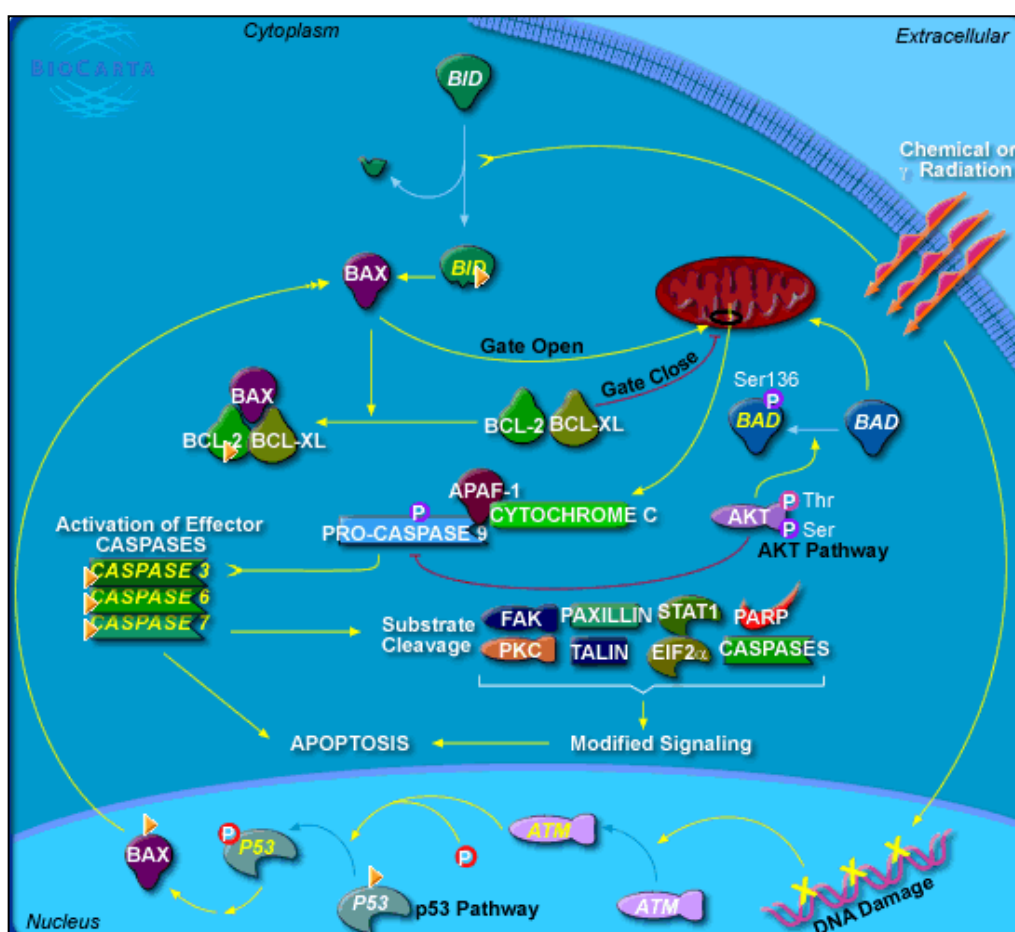 Cytoplasm
Extracellular
BIOCARTA
BID
Chemical or
γ Radiation
BAX
BID
Gate Open
Gate Close
Ser136
P
BAX
BCL-2 BCL-XL
BCL-2 BCL-XL
BAD
BAD
APAF-1
P
PRO-CASPASE 9
CYTOCHROME C
AKT
P Thr
P Ser
AKT Pathway
Activation of Effector
CASPASES
CASPASE 3
CASPASE 6
CASPASE 7
Substrate
Cleavage
FAK PAXILLIN STAT1 PARP
PKC TALIN EIF2α CASPASES
APOPTOSIS
Modified Signaling
BAX
P
P53
P
ATM
P53
p53 Pathway
ATM
DNA Damage
Nucleus